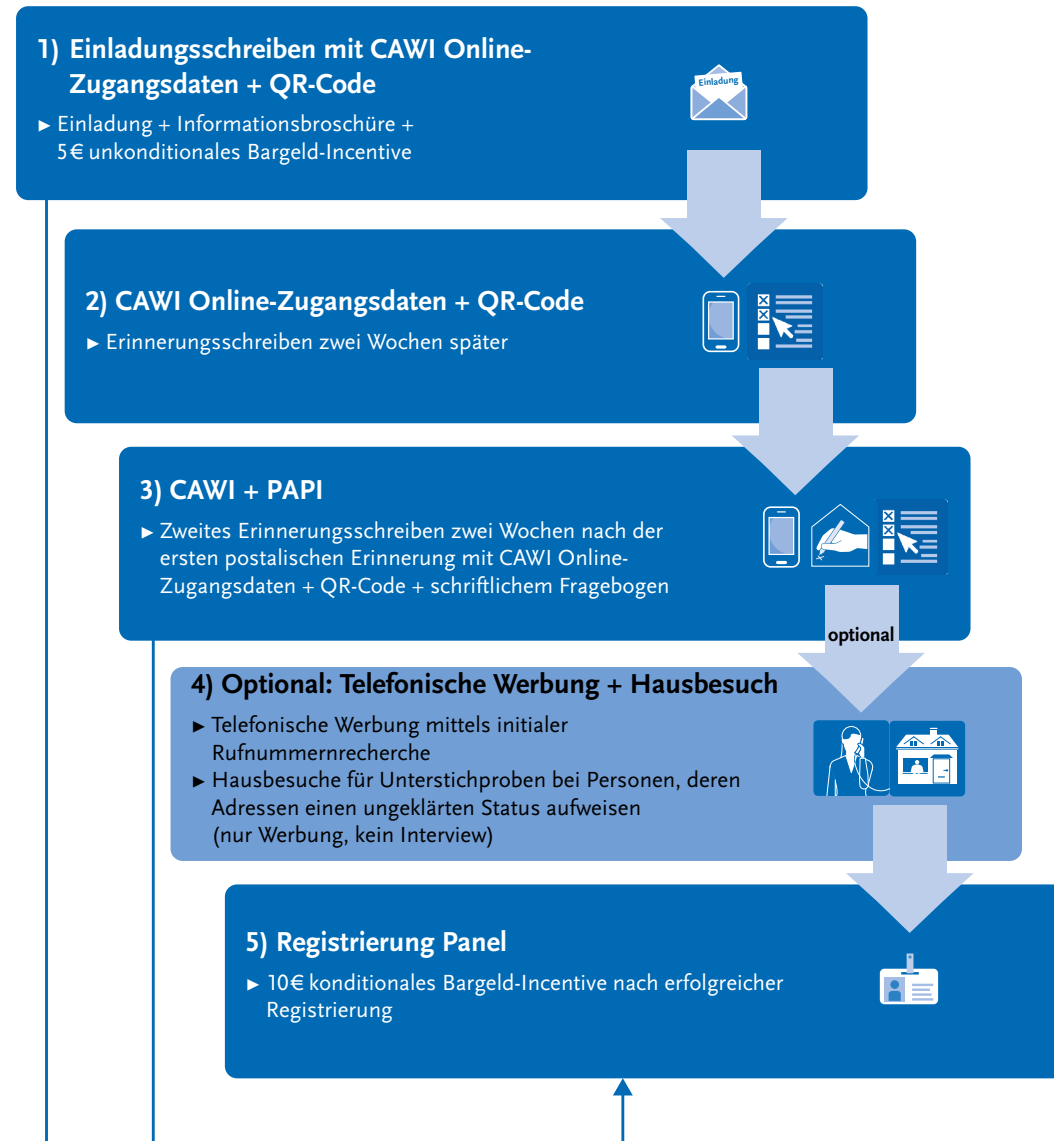 1) Einladungsschreiben mit CAWI Online-
Zugangsdaten + QR-Code
► Einladung + Informationsbroschüre +
5 € unkonditionales Bargeld-Incentive
Einladung
2) CAWI Online-Zugangsdaten + QR-Code
► Erinnerungsschreiben zwei Wochen später
3) CAWI + PAPI
► Zweites Erinnerungsschreiben zwei Wochen nach der
ersten postalischen Erinnerung mit CAWI Online-
Zugangsdaten + QR-Code + schriftlichem Fragebogen
optional
4) Optional: Telefonische Werbung + Hausbesuch
► Telefonische Werbung mittels initialer
Rufnummernrecherche
► Hausbesuche für Unterstichproben bei Personen, deren
Adressen einen ungeklärten Status aufweisen
(nur Werbung, kein Interview)
5) Registrierung Panel
► 10 € konditionales Bargeld-Incentive nach erfolgreicher
Registrierung